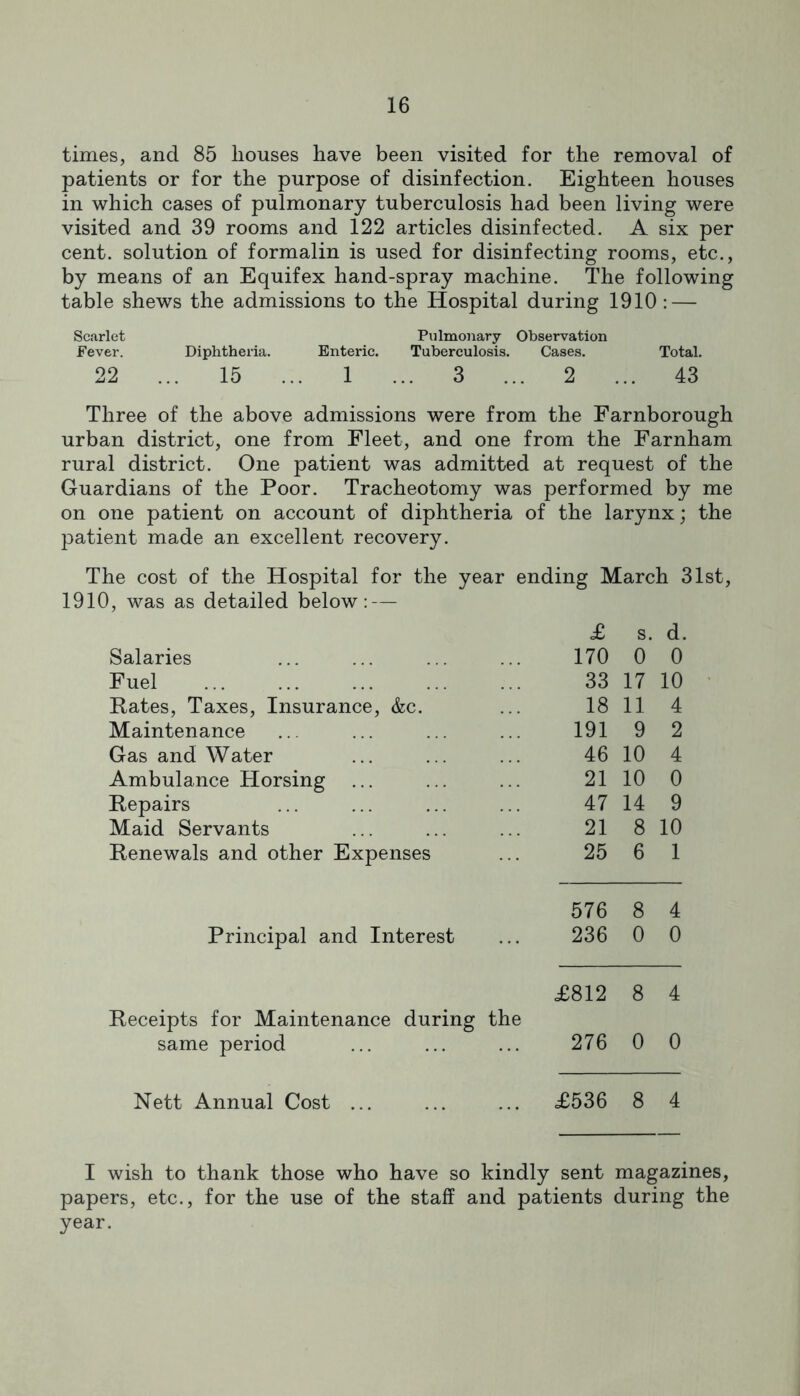 16
times, and 85 houses have been visited for the removal of
patients or for the purpose of disinfection. Eighteen houses
in which cases of pulmonary tuberculosis had been living were
visited and 39 rooms and 122 articles disinfected. A six per
cent. solution of formalin is used for disinfecting rooms, etc.,
by means of an Equifex hand-spray machine. The following
table shews the admissions to the Hospital during 1910:—
Scarlet Pulmonary Observation
Fever. Diphtheria. Enteric. Tuberculosis. Cases. Total.
22 ... 15 ... 1 ... 3 ... 2 ... 43
Three of the above admissions were from the Farnborough
urban district, one from Fleet, and one from the Farnham
rural district. One patient was admitted at request of the
Guardians of the Poor. Tracheotomy was performed by me
on one patient on account of diphtheria of the larynx; the
patient made an excellent recovery.
The cost of the Hospital for the year ending March 31st,
1910, was as detailed below:—
£ s. d.
Salaries ... ... ... ... 170 0 0
Fuel ... ... ... ... ... 33 17 10
Rates, Taxes, Insurance, &c. ... 18 11 4
Maintenance ... ... ... ... 191 9 2
Gas and Water ... ... ... 46 10 4
Ambulance Horsing ... ... ... 21 10 0
Repairs ... ... ... ... 47 14 9
Maid Servants ... ... ... 21 8 10
Renewals and other Expenses ... 25 6 1
576 8 4
Principal and Interest ... 236 0 0
£812 8 4
Receipts for Maintenance during the
same period ... ... ... 276 0 0
Nett Annual Cost ... ... ... £536 8 4
I wish to thank those who have so kindly sent magazines,
papers, etc., for the use of the staff and patients during the
year.